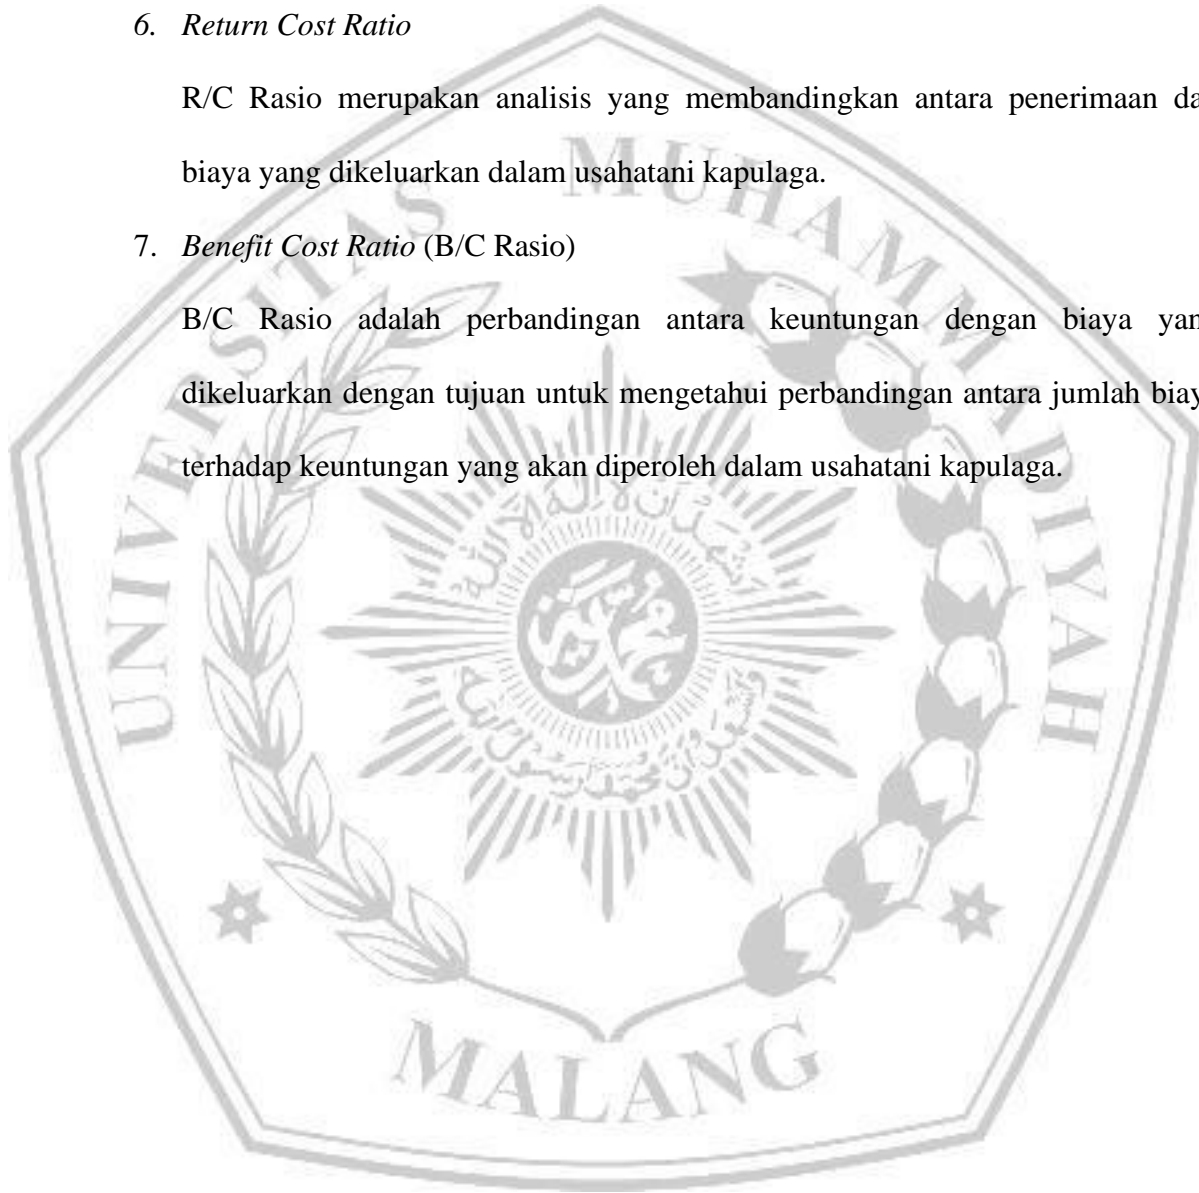 6. Return Cost Ratio
R/C Rasio merupakan analisis yang membandingkan antara penerimaan da
biaya yang dikeluarkan dalam usahatani kapulaga.
7. Benefit Cost Ratio (B/C Rasio)
B/C Rasio adalah perbandingan antara keuntungan dengan biaya yan
dikeluarkan dengan tujuan untuk mengetahui perbandingan antara jumlah biay
terhadap keuntungan yang akan diperoleh dalam usahatani kapulaga.
UNIVERSITAS MUHAMMADIYAH
MALANG